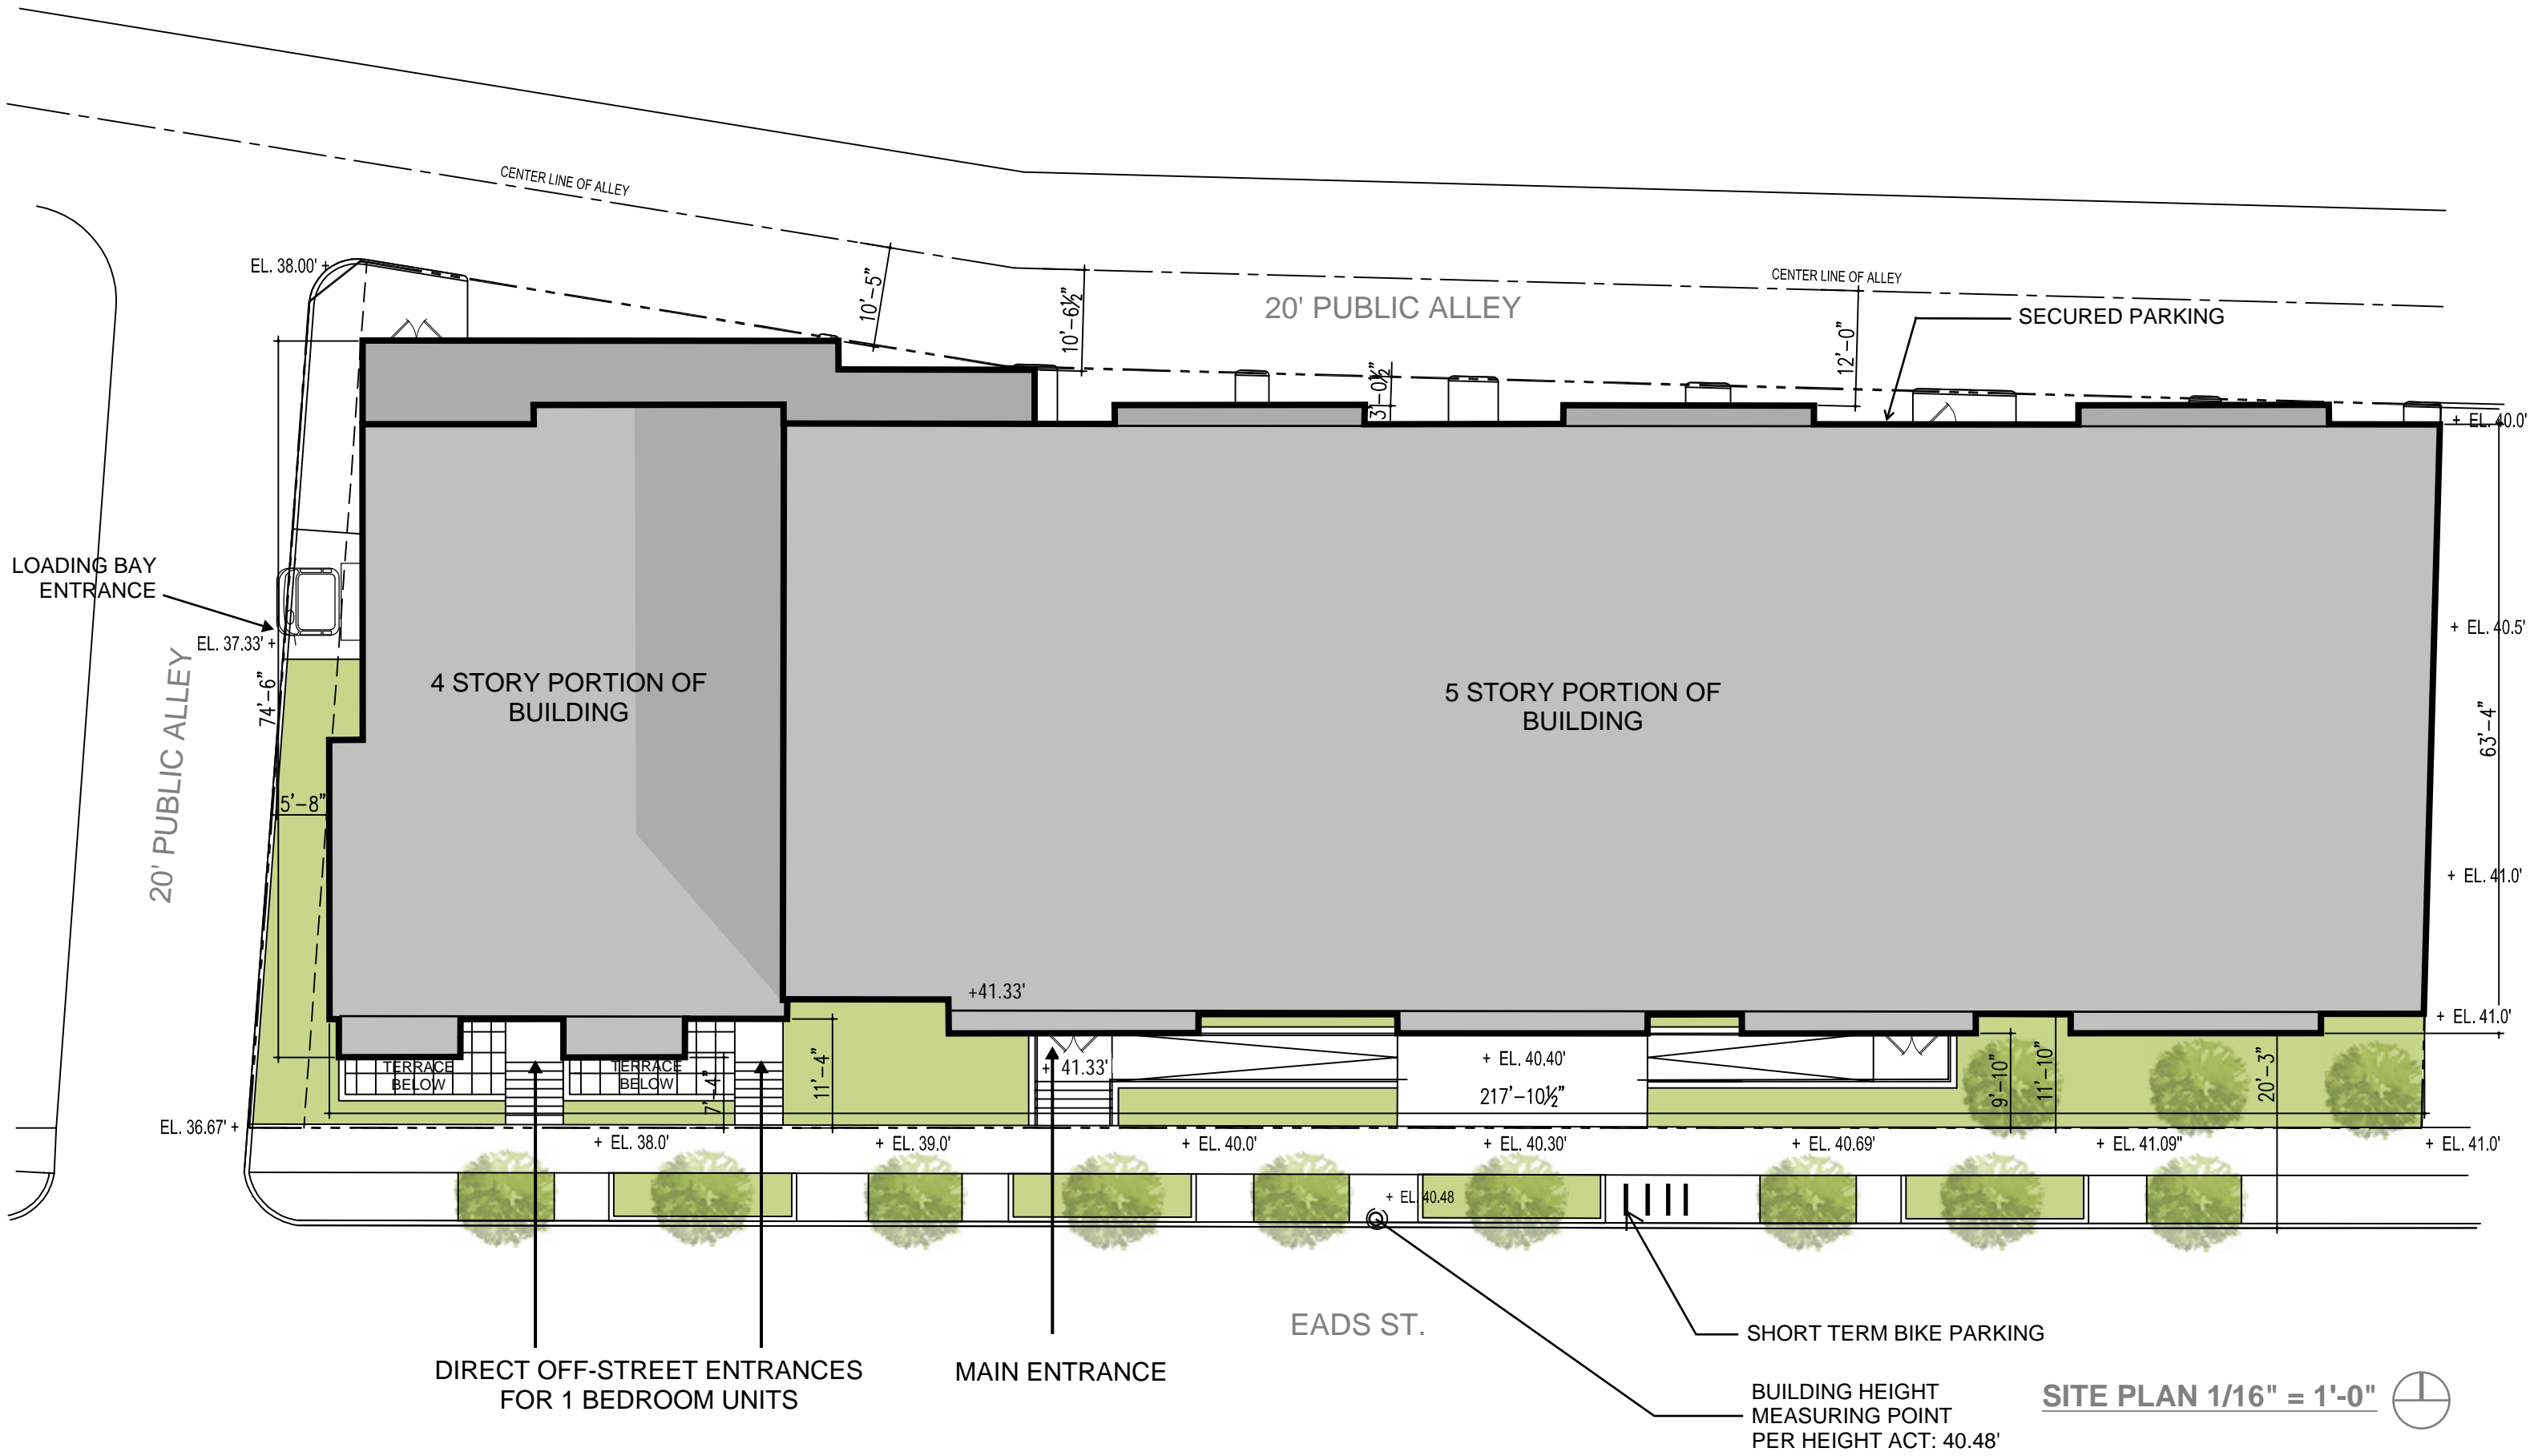 CENTER LINE OF ALLEY
EL. 38.00' +
10'–5"
10'–6½"
20' PUBLIC ALLEY
CENTER LINE OF ALLEY
12'–0"
SECURED PARKING
3'–0½"
+ EL. 40.0'
LOADING BAY
ENTRANCE
EL. 37.33' +
+ EL. 40.5'
20' PUBLIC ALLEY
74'–6"
4 STORY PORTION OF
BUILDING
5 STORY PORTION OF
BUILDING
63'–4"
5'–8"
+ EL. 41.0'
+41.33'
+ EL. 41.0'
TERRACE
BELOW
TERRACE
BELOW
7'–4"
11'–4"
+ 41.33'
+ EL. 40.40'
217'–10½"
9'–10"
11'–10"
20'–3"
EL. 36.67' +
+ EL. 38.0'
+ EL. 39.0'
+ EL. 40.0'
+ EL. 40.30'
+ EL. 40.69'
+ EL. 41.09"
+ EL. 41.0'
+ EL. 40.48
EADS ST.
SHORT TERM BIKE PARKING
DIRECT OFF-STREET ENTRANCES
FOR 1 BEDROOM UNITS
MAIN ENTRANCE
BUILDING HEIGHT
MEASURING POINT
PER HEIGHT ACT: 40.48'
SITE PLAN 1/16" = 1'-0"